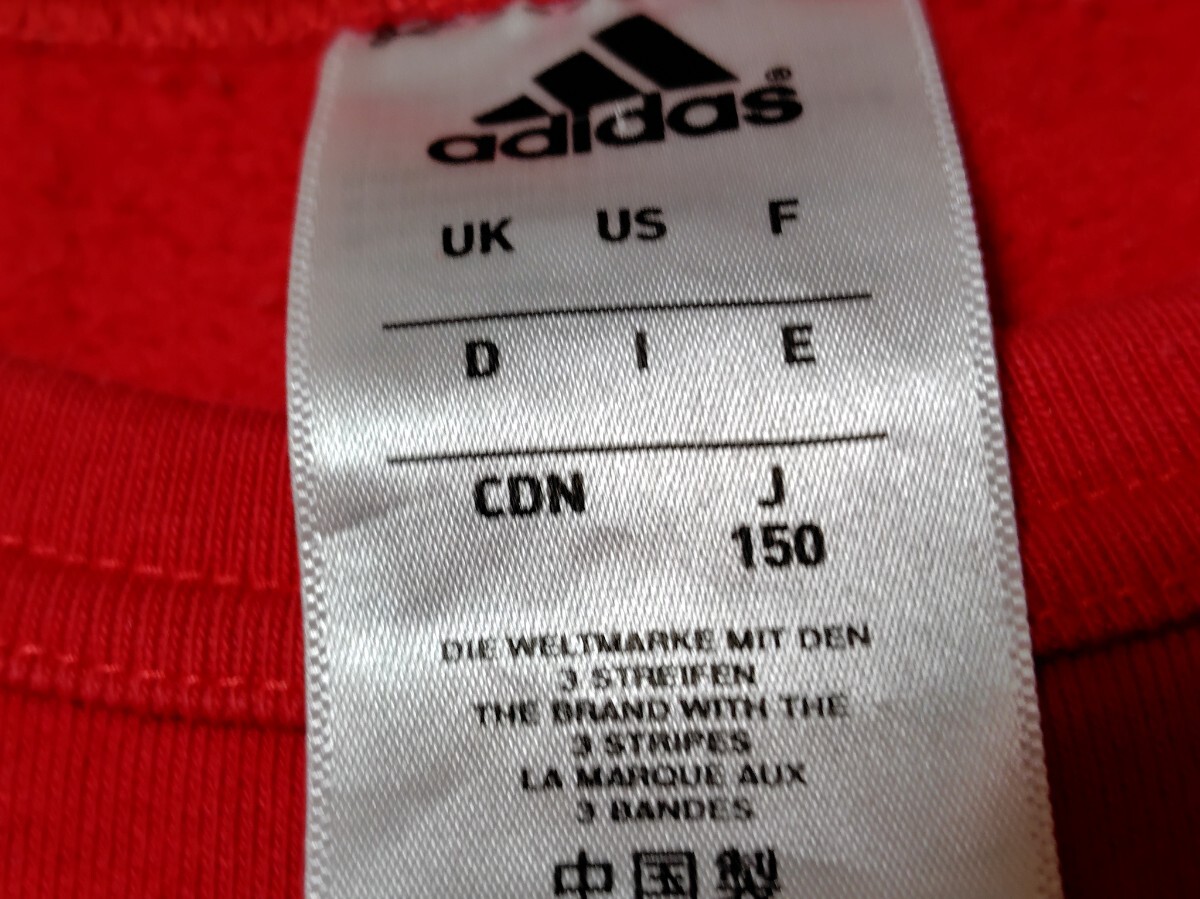 adidas®
UK US F
D I E
CDN J
150
DIE WELTMARKE MIT DEN
3 STREIFEN
THE BRAND WITH THE
3 STRIPES
LA MARQUE AUX
3 BANDES
中国製